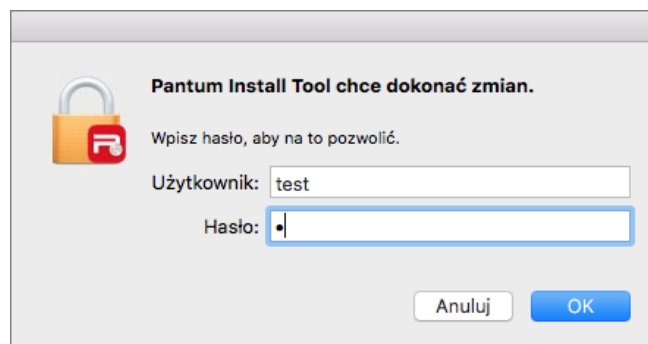 Pantum Install Tool chce dokonać zmian.
Wpisz hasło, aby na to pozwolić.
Użytkownik: test
Hasło: •
Anuluj OK